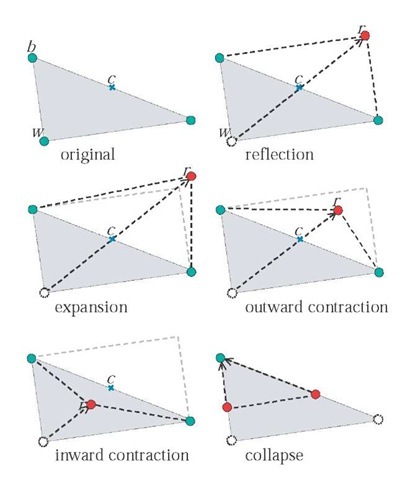 b
c
w
original
r
c
w
reflection
r
c
expansion
r
c
outward contraction
c
r
inward contraction
collapse